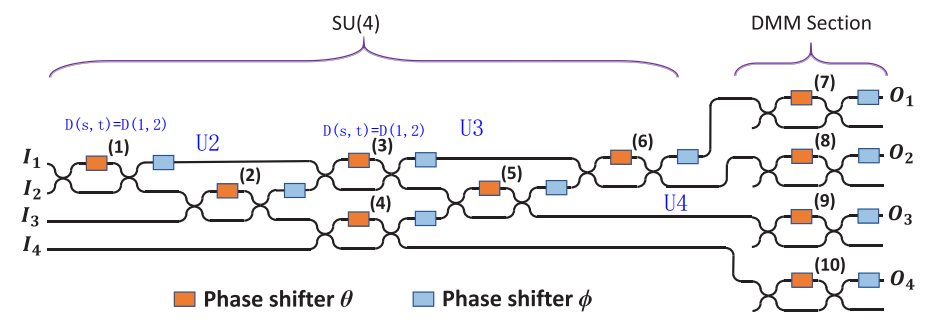 SU(4)
DMM Section
D(s,t)=D(1,2)
U2
D(s,t)=D(1,2)
U3
(1)
(2)
(3)
(4)
(5)
(6)
U4
(7)
(8)
(9)
(10)
I₁
I₂
I₃
I₄
O₁
O₂
O₃
O₄
Phase shifter θ
Phase shifter ϕ